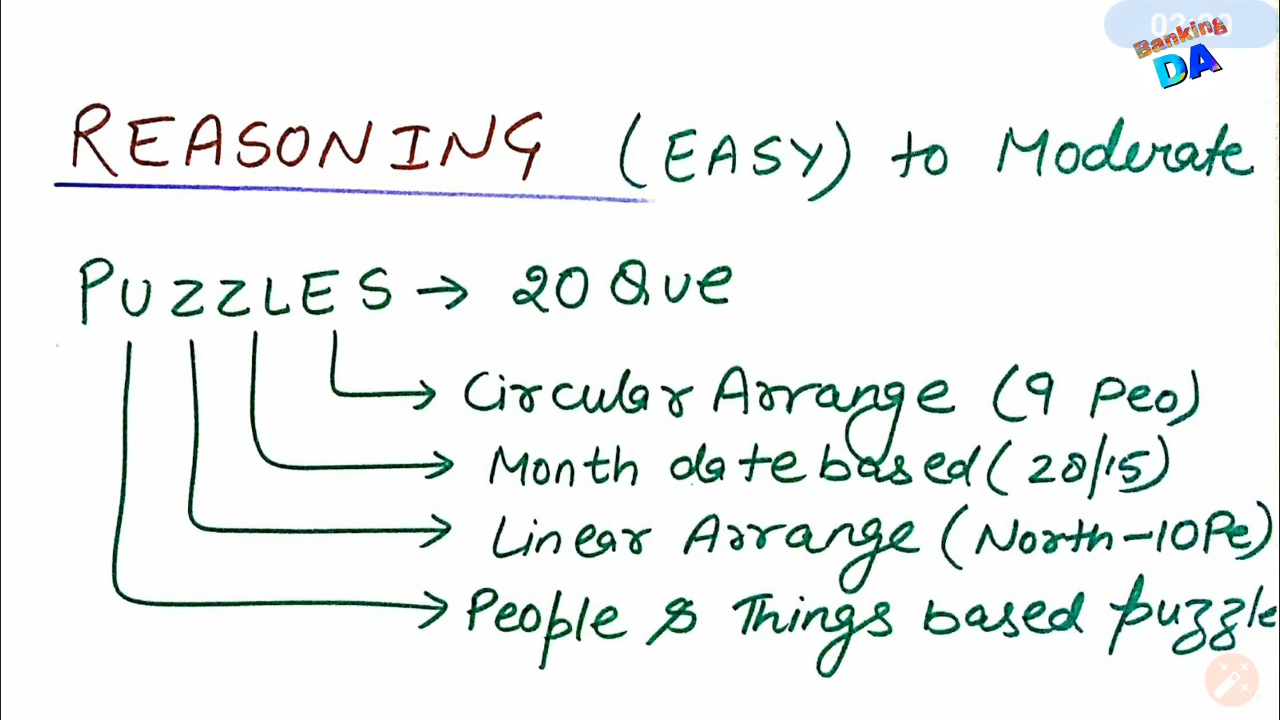 Banking
DA
REASONING (EASY) to Moderate
PUZZLES → 20 Que
Circular Arrange (9 Peo)
Month date based (28/15)
Linear Arrange (North-10Pe)
People & Things based puzzle